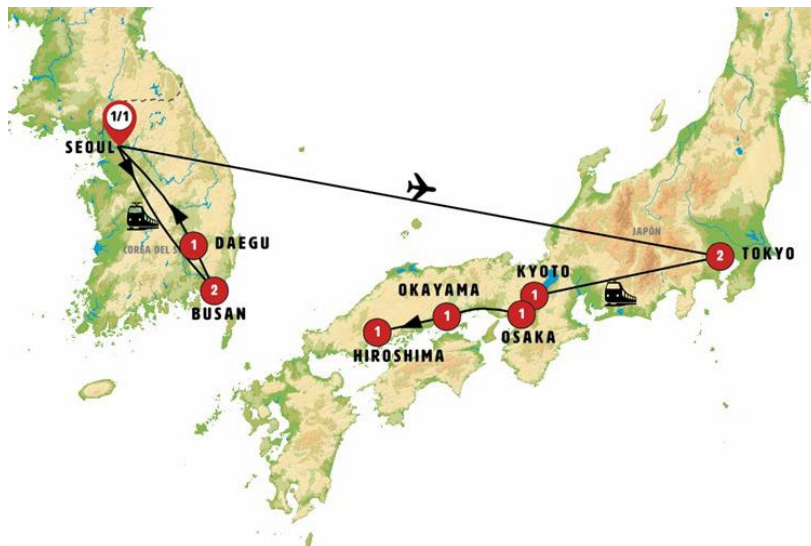 1/1
SEOUL
1
DAEGU
COREA DEL S
2
BUSAN
JAPÓN
2
TOKYO
KYOTO
1
OKAYAMA
1
1
OSAKA
1
HIROSHIMA